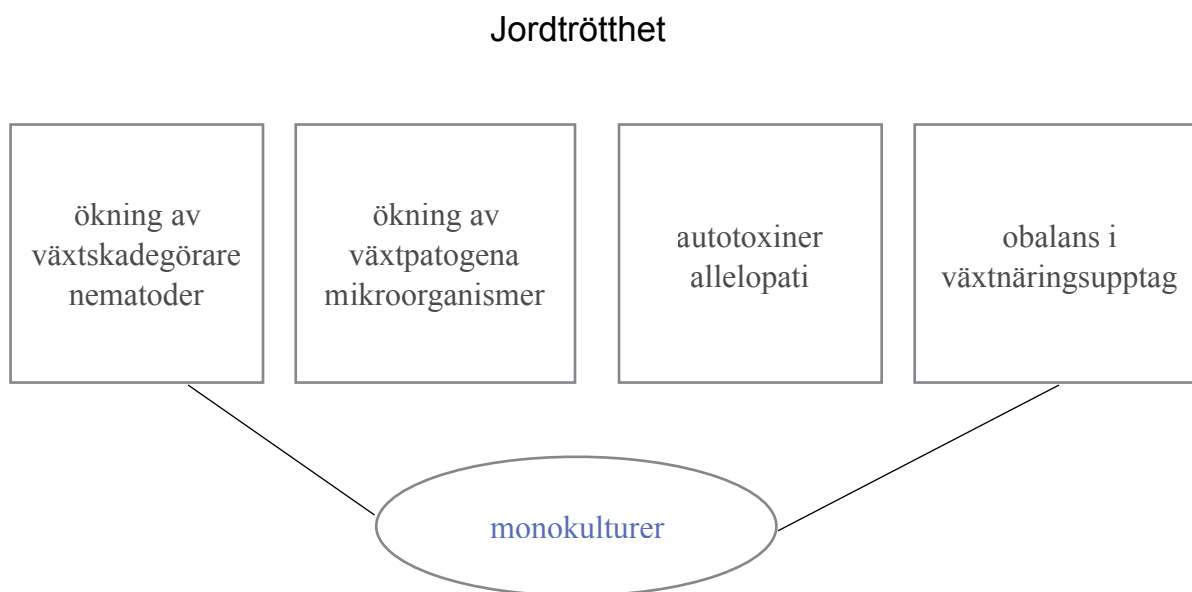 Jordtrötthet
ökning av
växtskadegörare
nematoder
ökning av
växtpatogena
mikroorganismer
autotoxiner
allelopati
obalans i
växtnäringsupptag
monokulturer